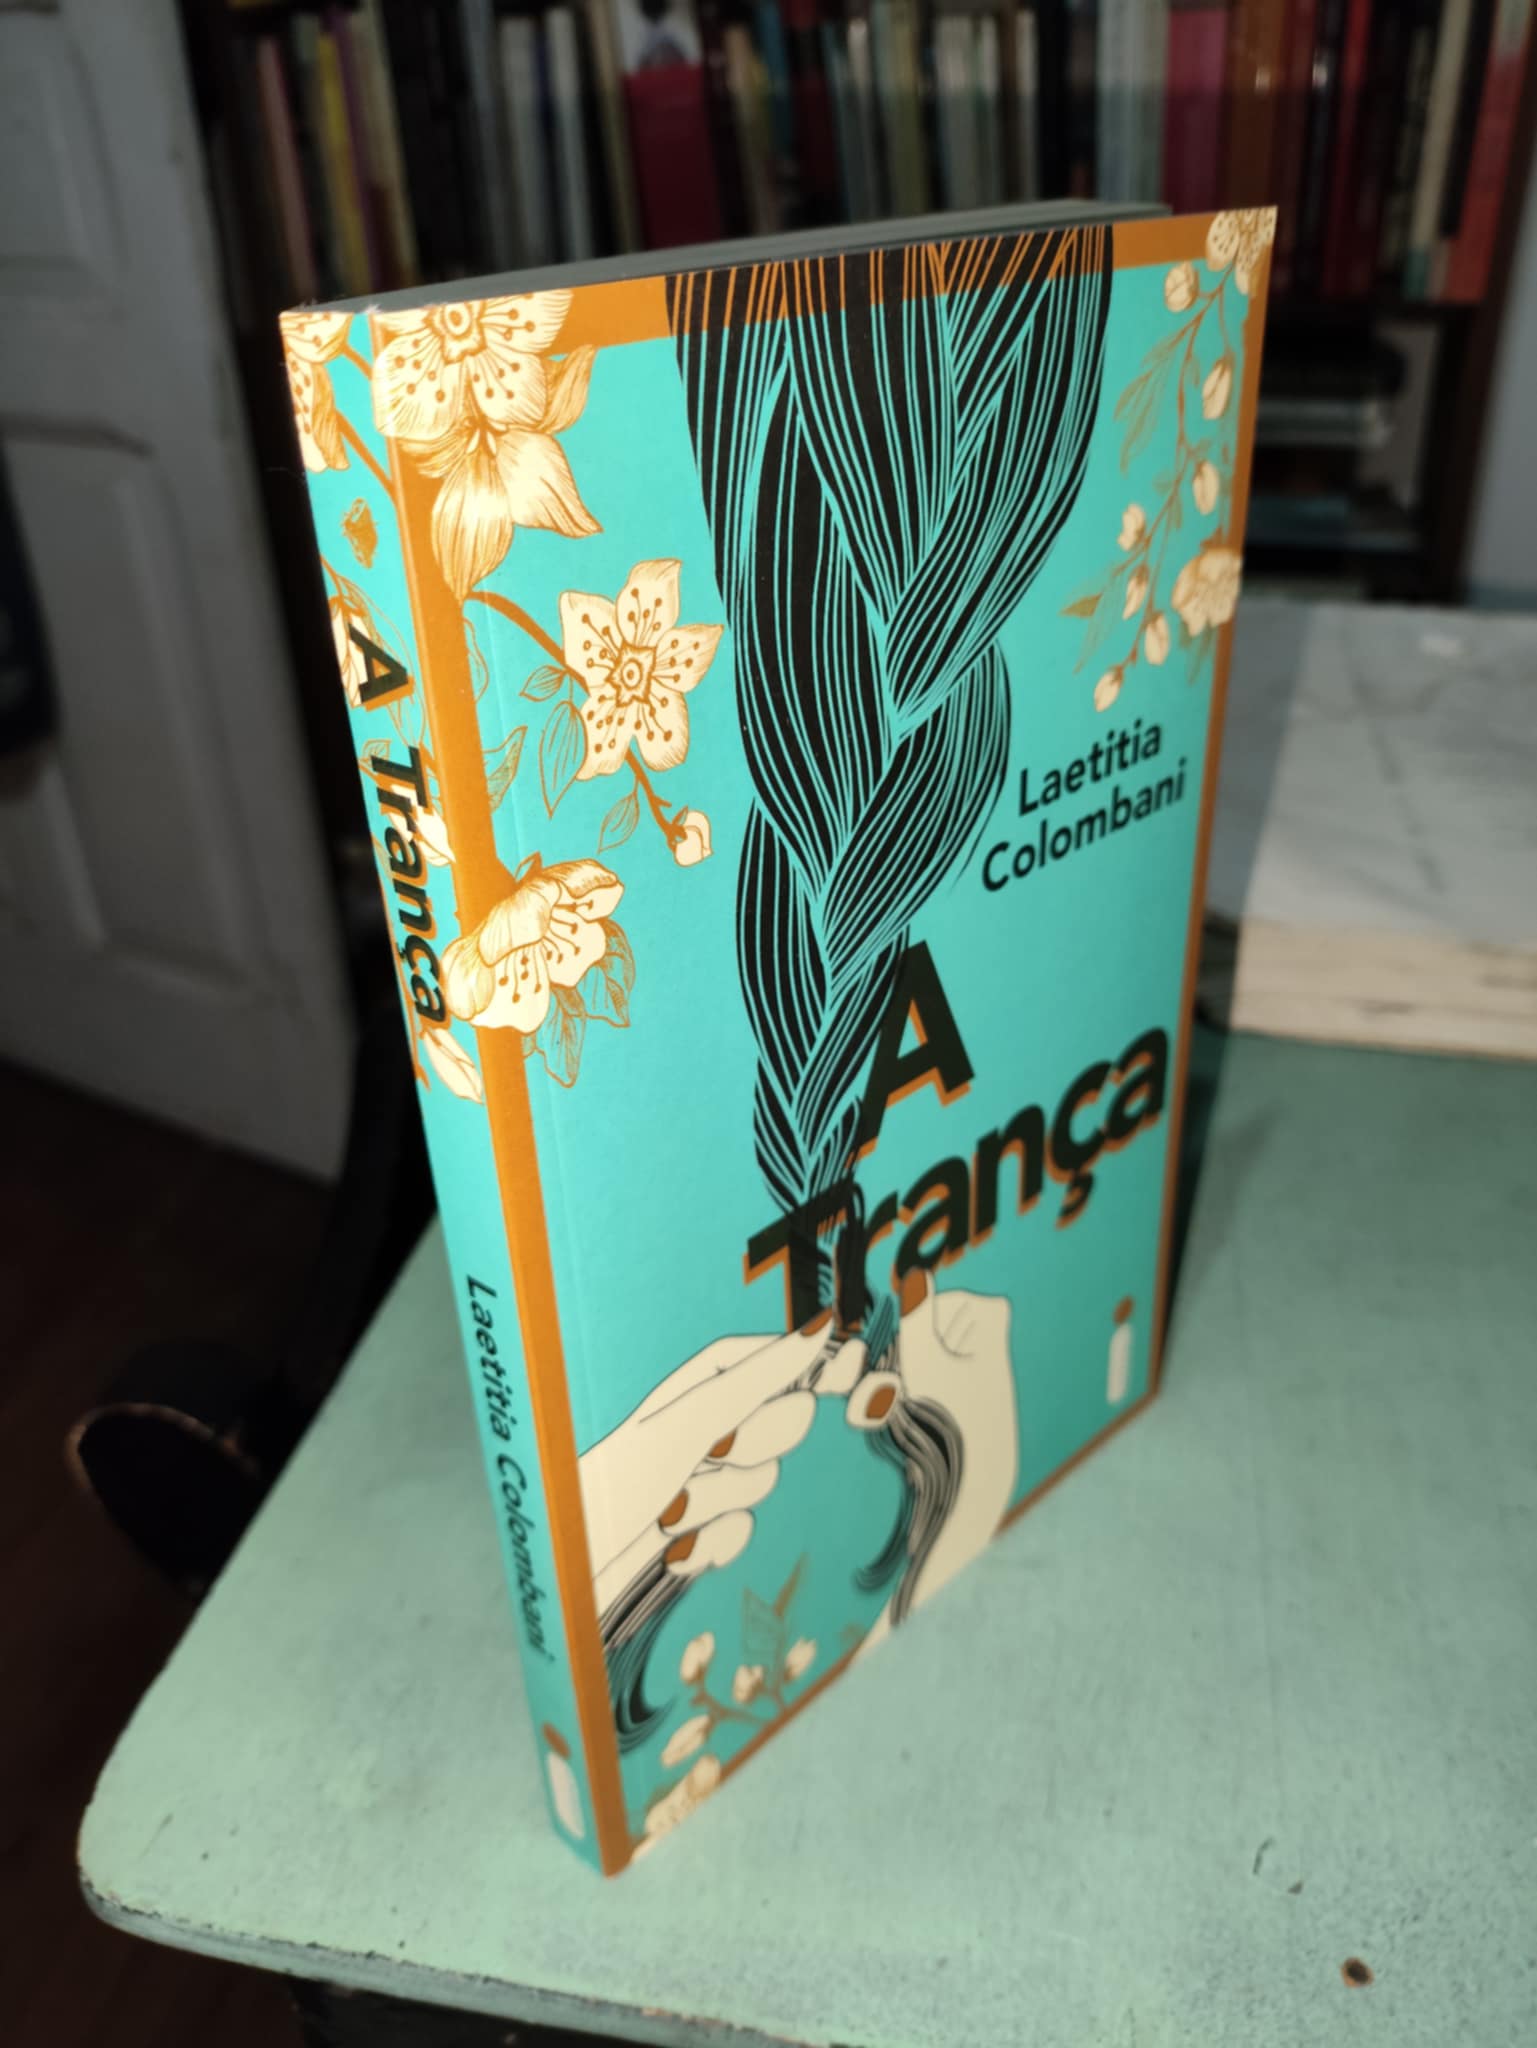 A Trança
Laetitia Colombani
Laetitia
Colombani
A
Trança
i